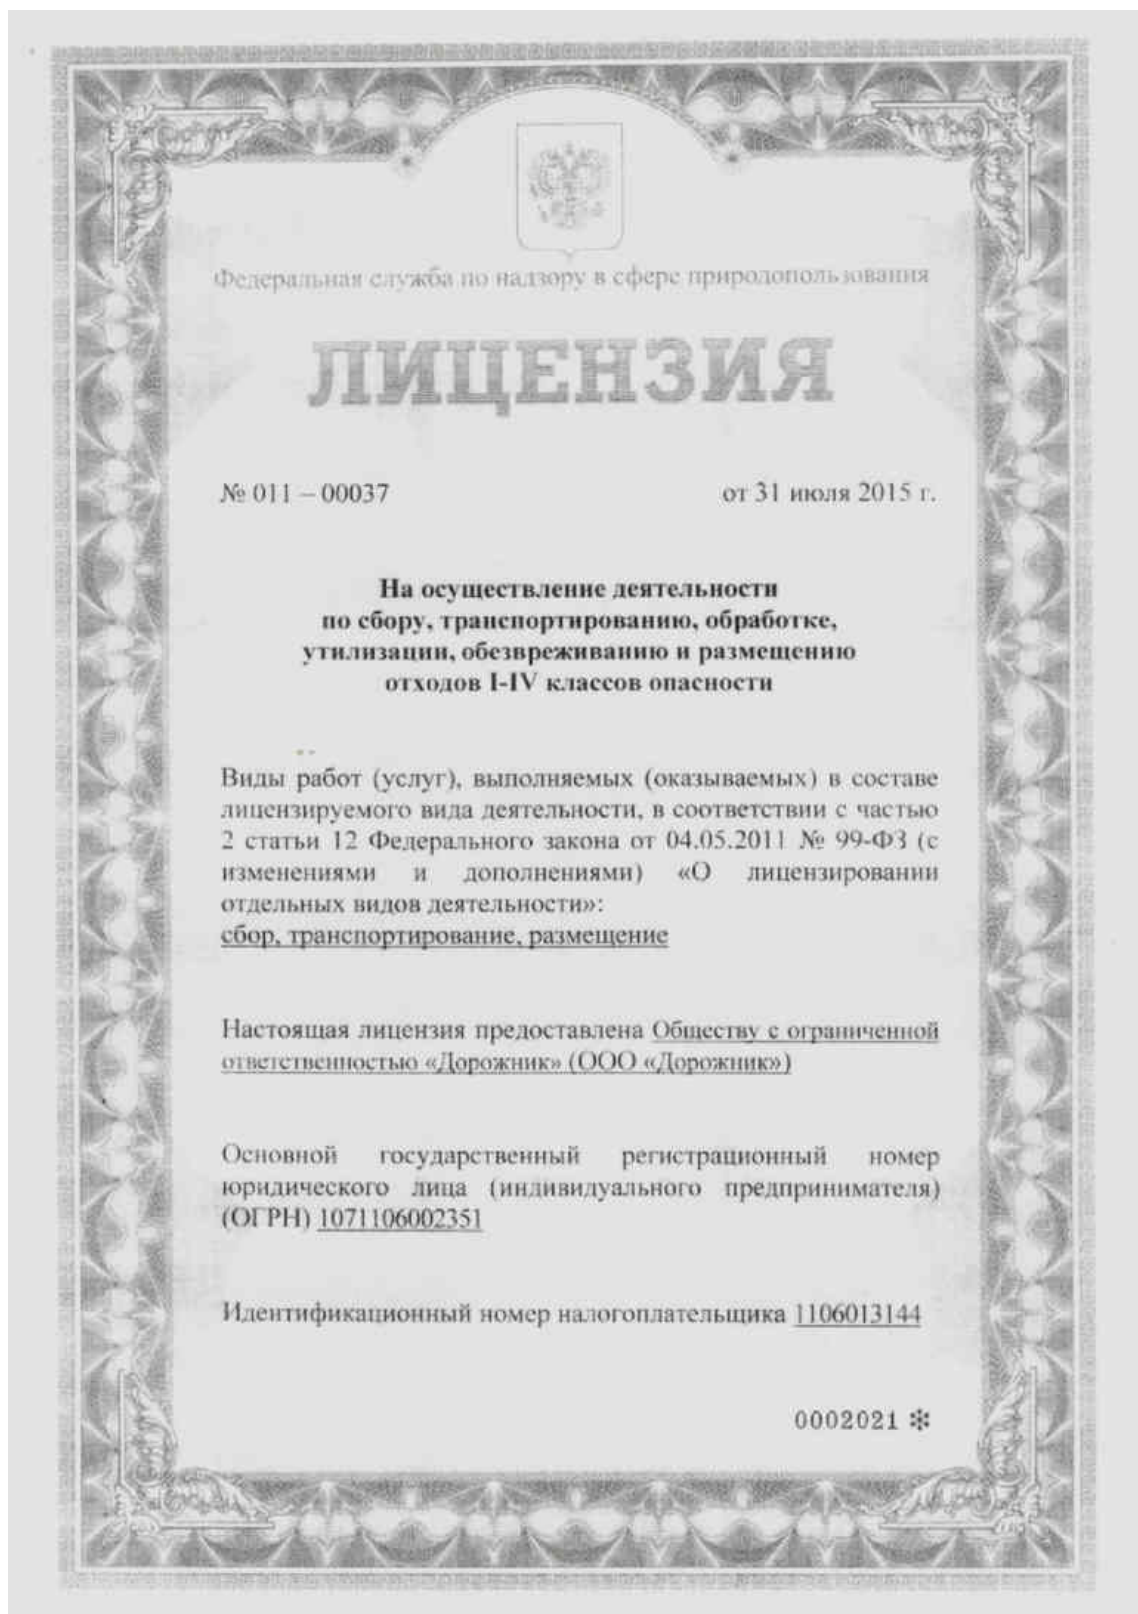 Федеральная служба по надзору в сфере природопользования
ЛИЦЕНЗИЯ
№ 011 – 00037 от 31 июля 2015 г.
На осуществление деятельности
по сбору, транспортированию, обработке,
утилизации, обезвреживанию и размещению
отходов I-IV классов опасности
Виды работ (услуг), выполняемых (оказываемых) в составе
лицензируемого вида деятельности, в соответствии с частью
2 статьи 12 Федерального закона от 04.05.2011 № 99-ФЗ (с
изменениями и дополнениями) «О лицензировании
отдельных видов деятельности»:
сбор, транспортирование, размещение
Настоящая лицензия предоставлена Обществу с ограниченной
ответственностью «Дорожник» (ООО «Дорожник»)
Основной государственный регистрационный номер
юридического лица (индивидуального предпринимателя)
(ОГРН) 1071106002351
Идентификационный номер налогоплательщика 1106013144
0002021 ✻